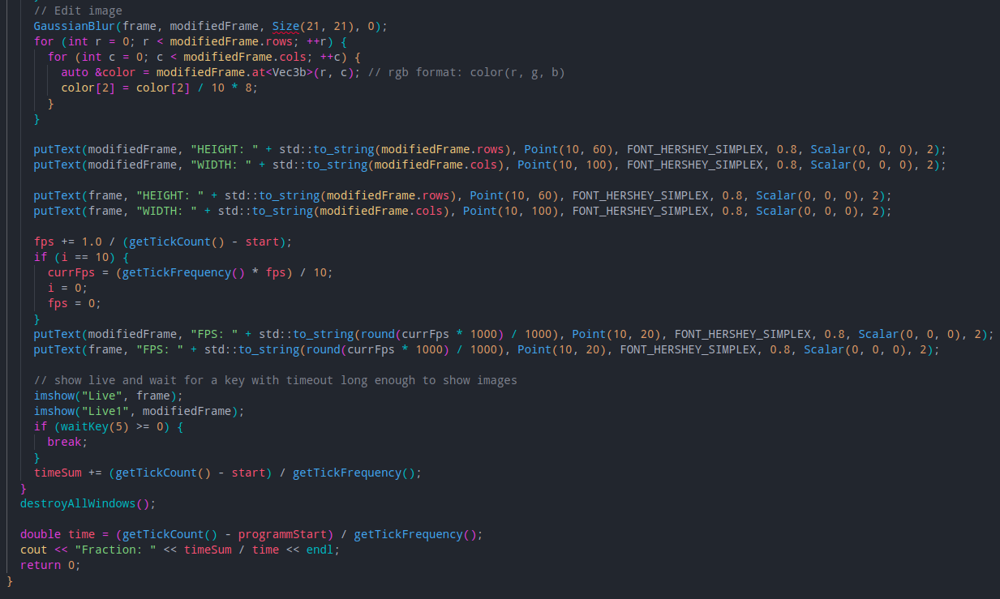 // Edit image
GaussianBlur(frame, modifiedFrame, Size(21, 21), 0);
for (int r = 0; r < modifiedFrame.rows; ++r) {
for (int c = 0; c < modifiedFrame.cols; ++c) {
auto &color = modifiedFrame.at<Vec3b>(r, c); // rgb format: color(r, g, b)
color[2] = color[2] / 10 * 8;
}
}
putText(modifiedFrame, "HEIGHT: " + std::to_string(modifiedFrame.rows), Point(10, 60), FONT_HERSHEY_SIMPLEX, 0.8, Scalar(0, 0, 0), 2);
putText(modifiedFrame, "WIDTH: " + std::to_string(modifiedFrame.cols), Point(10, 100), FONT_HERSHEY_SIMPLEX, 0.8, Scalar(0, 0, 0), 2);
putText(frame, "HEIGHT: " + std::to_string(modifiedFrame.rows), Point(10, 60), FONT_HERSHEY_SIMPLEX, 0.8, Scalar(0, 0, 0), 2);
putText(frame, "WIDTH: " + std::to_string(modifiedFrame.cols), Point(10, 100), FONT_HERSHEY_SIMPLEX, 0.8, Scalar(0, 0, 0), 2);
fps += 1.0 / (getTickCount() - start);
if (i == 10) {
currFps = (getTickFrequency() * fps) / 10;
i = 0;
fps = 0;
}
putText(modifiedFrame, "FPS: " + std::to_string(round(currFps * 1000) / 1000), Point(10, 20), FONT_HERSHEY_SIMPLEX, 0.8, Scalar(0, 0, 0), 2);
putText(frame, "FPS: " + std::to_string(round(currFps * 1000) / 1000), Point(10, 20), FONT_HERSHEY_SIMPLEX, 0.8, Scalar(0, 0, 0), 2);
// show live and wait for a key with timeout long enough to show images
imshow("Live", frame);
imshow("Live1", modifiedFrame);
if (waitKey(5) >= 0) {
break;
}
timeSum += (getTickCount() - start) / getTickFrequency();
}
destroyAllWindows();
double time = (getTickCount() - programmStart) / getTickFrequency();
cout << "Fraction: " << timeSum / time << endl;
return 0;
}